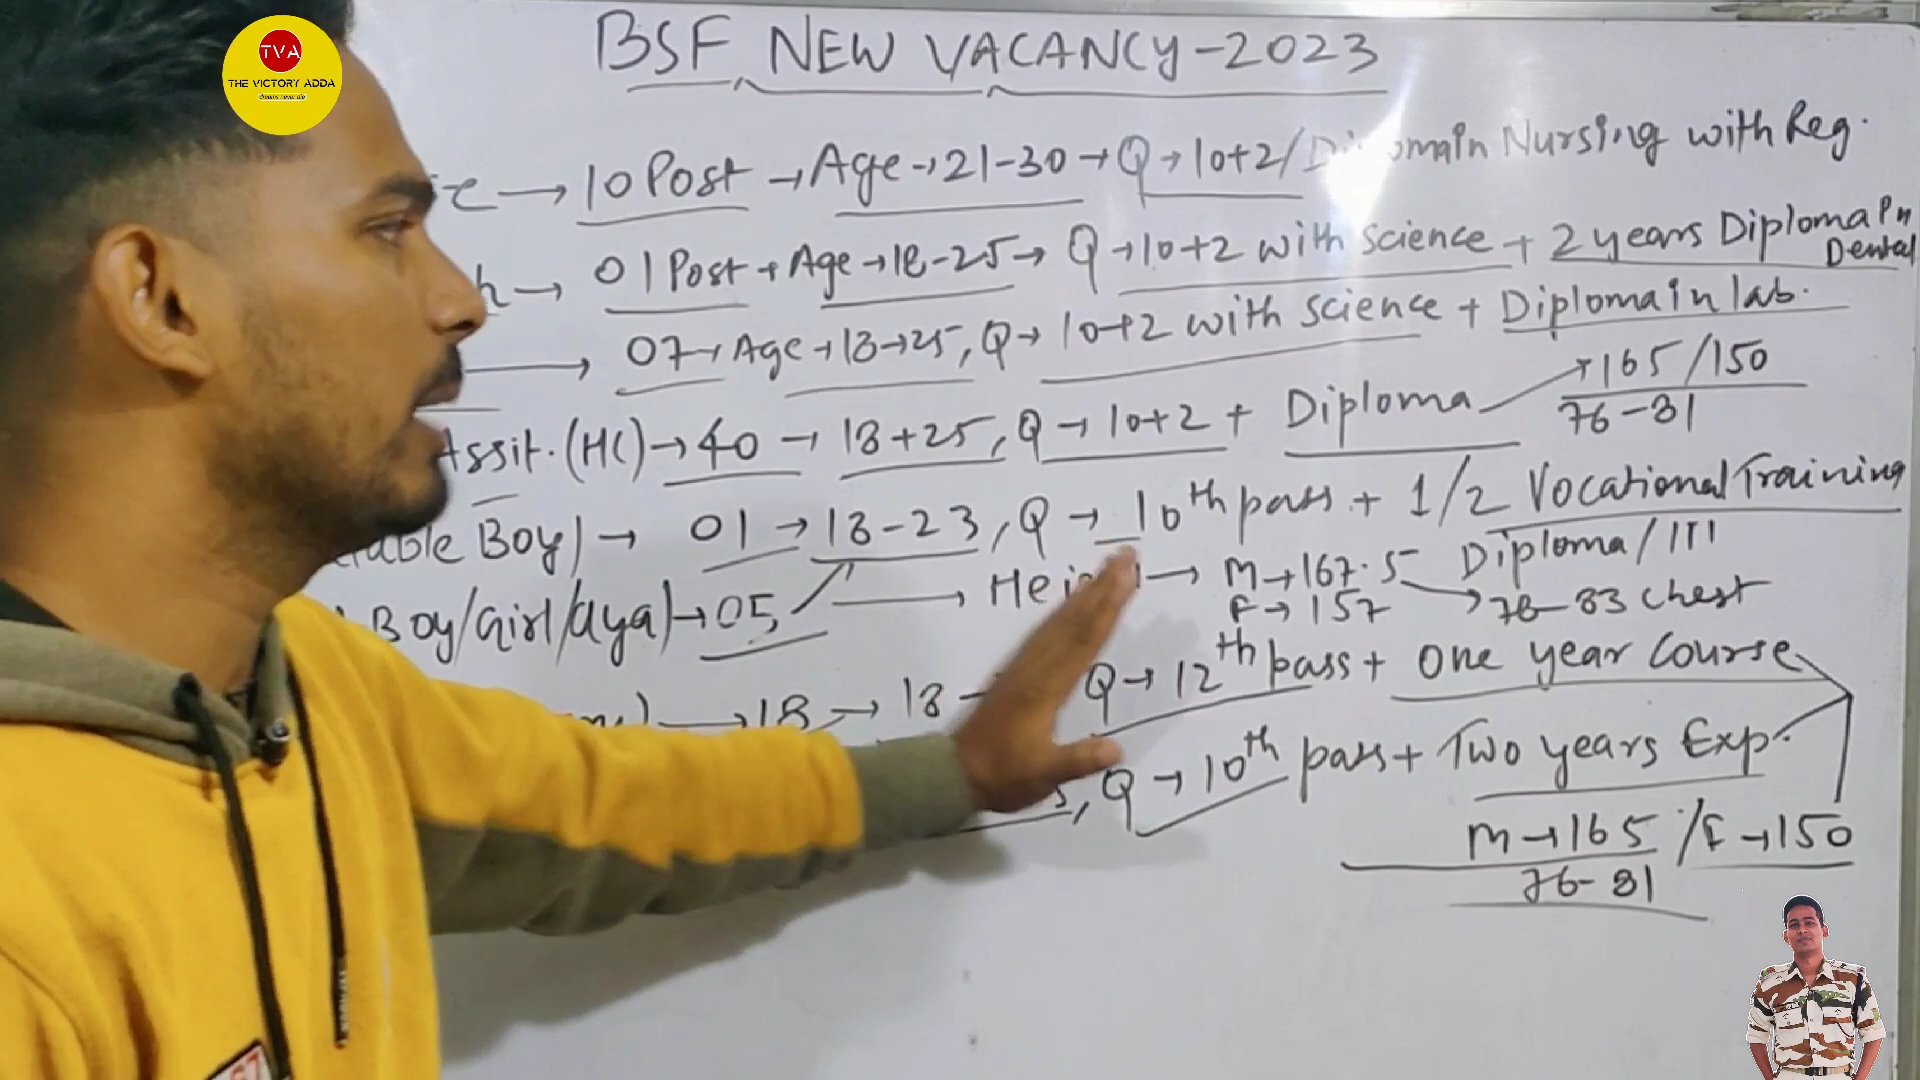 TVA
THE VICTORY ADDA
dreams never die
BSF NEW VACANCY-2023
→ 10 Post → Age → 21-30 → Q → 10+2/ in Nursing with Reg.
h → 01 Post → Age → 18-25 → Q → 10+2 with science + 2 years Diploma in Dental
→ 07 → Age → 18→25, Q → 10+2 with science + Diploma in lab.
Assit. (HC) → 40 → 18+25, Q → 10+2 + Diploma → 165/150
76-81
Boy) → 01 → 18-23, Q → 10th pass + 1/2 Vocational Training
Diploma/ITI
Boy/Girl/Aya) → 05 → → M → 167.5 → 78-83 chest
F → 157
→ 18 → 18- Q → 12th pass + One year Course
, Q → 10th pass + Two years Exp.
M → 165 / F → 150
76-81